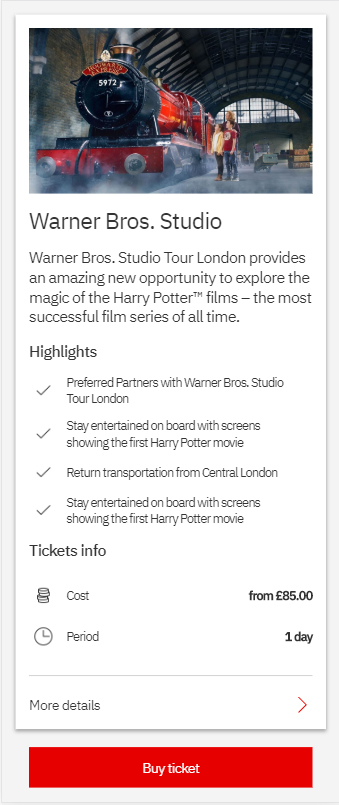 HOGWARTS
EXPRESS
5972
Warner Bros. Studio
Warner Bros. Studio Tour London provides
an amazing new opportunity to explore the
magic of the Harry Potter™ films – the most
successful film series of all time.
Highlights
Preferred Partners with Warner Bros. Studio
Tour London
Stay entertained on board with screens
showing the first Harry Potter movie
Return transportation from Central London
Stay entertained on board with screens
showing the first Harry Potter movie
Tickets info
Cost from £85.00
Period 1 day
More details
Buy ticket